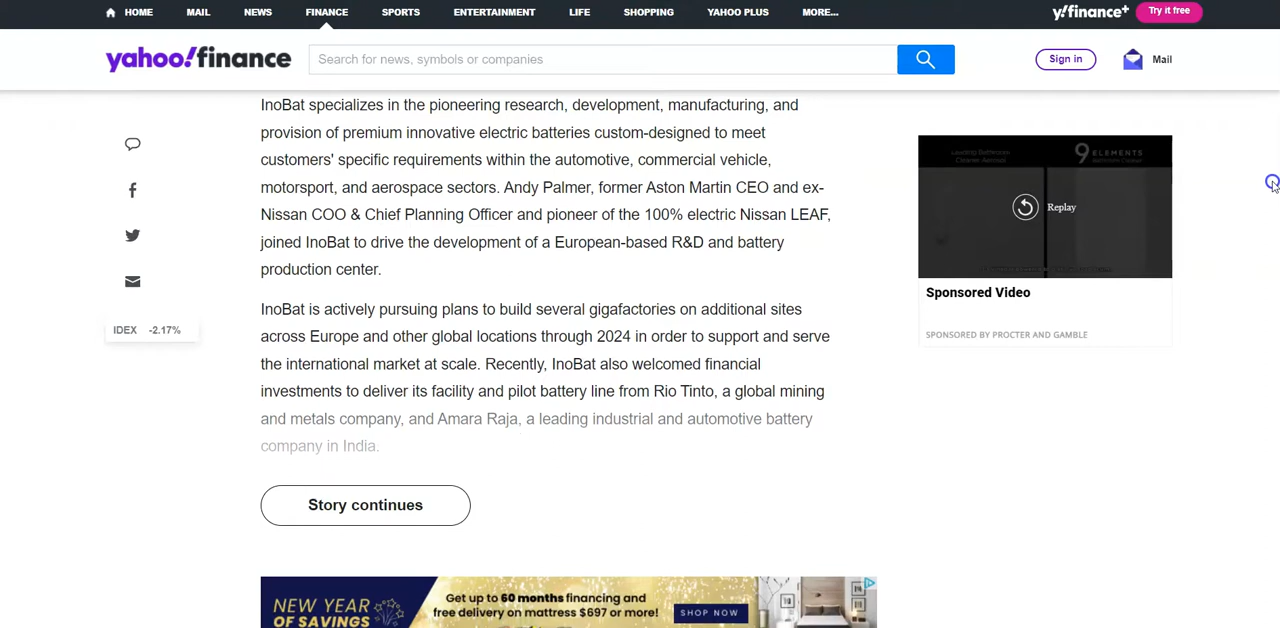 HOME MAIL NEWS FINANCE SPORTS ENTERTAINMENT LIFE SHOPPING YAHOO PLUS MORE... y!finance+ Try it free
yahoo!finance Search for news, symbols or companies Sign in Mail
InoBat specializes in the pioneering research, development, manufacturing, and
provision of premium innovative electric batteries custom-designed to meet
customers' specific requirements within the automotive, commercial vehicle,
motorsport, and aerospace sectors. Andy Palmer, former Aston Martin CEO and ex-
Nissan COO & Chief Planning Officer and pioneer of the 100% electric Nissan LEAF,
joined InoBat to drive the development of a European-based R&D and battery
production center.
InoBat is actively pursuing plans to build several gigafactories on additional sites
across Europe and other global locations through 2024 in order to support and serve
the international market at scale. Recently, InoBat also welcomed financial
investments to deliver its facility and pilot battery line from Rio Tinto, a global mining
and metals company, and Amara Raja, a leading industrial and automotive battery
company in India.
Story continues
IDEX -2.17%
9 ELEMENTS
Replay
Sponsored Video
SPONSORED BY PROCTER AND GAMBLE
NEW YEAR
OF SAVINGS
Get up to 60 months financing and
free delivery on mattress $697 or more!
SHOP NOW